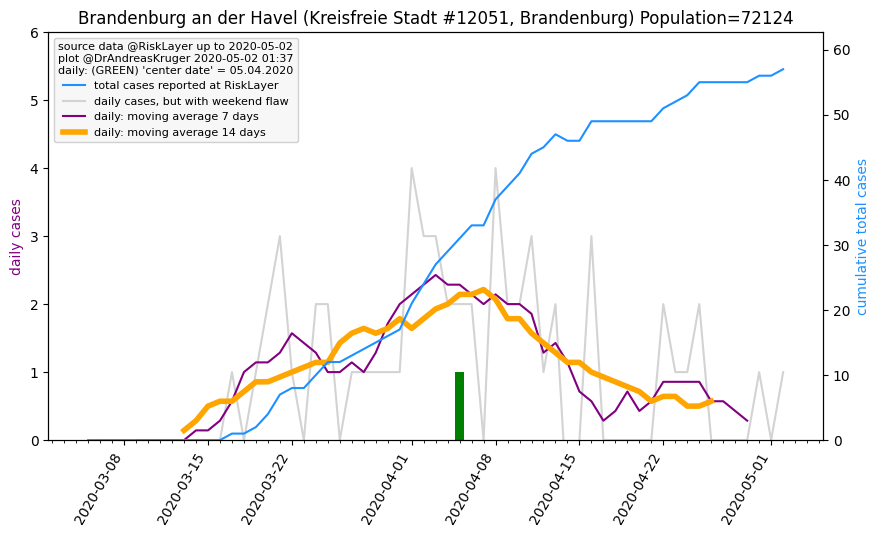 Brandenburg an der Havel (Kreisfreie Stadt #12051, Brandenburg) Population=72124
source data @RiskLayer up to 2020-05-02
plot @DrAndreasKruger 2020-05-02 01:37
daily: (GREEN) 'center date' = 05.04.2020
total cases reported at RiskLayer
daily cases, but with weekend flaw
daily: moving average 7 days
daily: moving average 14 days
daily cases
6
5
4
3
2
1
0
cumulative total cases
60
50
40
30
20
10
0
2020-03-08
2020-03-15
2020-03-22
2020-04-01
2020-04-08
2020-04-15
2020-04-22
2020-05-01